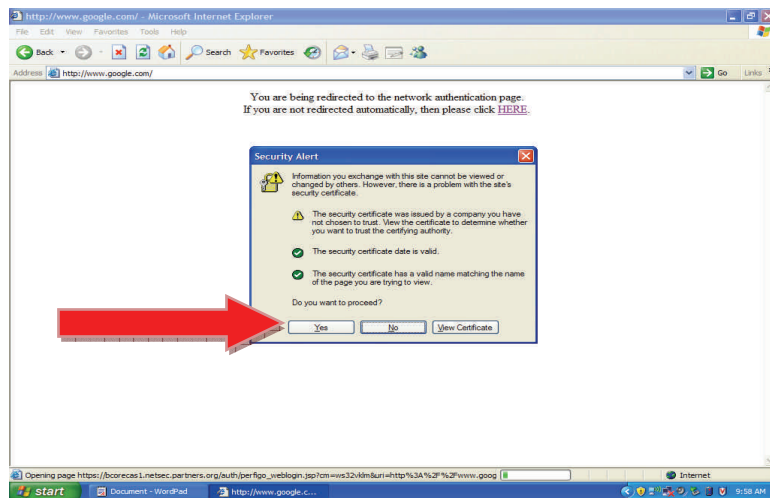 http://www.google.com/ - Microsoft Internet Explorer
File Edit View Favorites Tools Help
Back Search Favorites
Address http://www.google.com/ Go Links
You are being redirected to the network authentication page.
If you are not redirected automatically, then please click HERE.
Security Alert
Information you exchange with this site cannot be viewed or
changed by others. However, there is a problem with the site's
security certificate.
The security certificate was issued by a company you have
not chosen to trust. View the certificate to determine whether
you want to trust the certifying authority.
The security certificate date is valid.
The security certificate has a valid name matching the name
of the page you are trying to view.
Do you want to proceed?
Yes No View Certificate
Opening page https://bcorecas1.netsec.partners.org/auth/perfigo_weblogin.jsp?cm=ws32vklm&uri=http%3A%2F%2Fwww.goog Internet
start Document - WordPad http://www.google.c... 9:58 AM